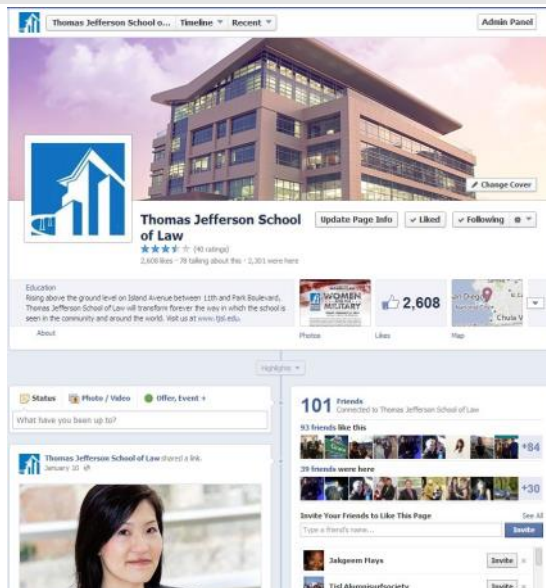 Thomas Jefferson School o... Timeline Recent Admin Panel
Change Cover
Thomas Jefferson School
of Law
Update Page Info Liked Following
(40 ratings)
2,608 likes · 78 talking about this · 2,301 were here
Education
Rising above the ground level on Island Avenue between 11th and Park Boulevard,
Thomas Jefferson School of Law will transform forever the way in which the school is
seen in the community and around the world. Visit us at www.tjsl.edu.
About
WOMEN
MILITARY
Photos
2,608
Likes
San Diego
Chula V
Map
Highlights
Status Photo / Video Offer, Event +
What have you been up to?
Thomas Jefferson School of Law shared a link.
January 10
101 Friends
Connected to Thomas Jefferson School of Law
93 friends like this
+84
39 friends were here
+30
Invite Your Friends to Like This Page See All
Type a friend's name... Invite
Jakgeem Mays Invite
Tjsl Alumnisurfsociety Invite